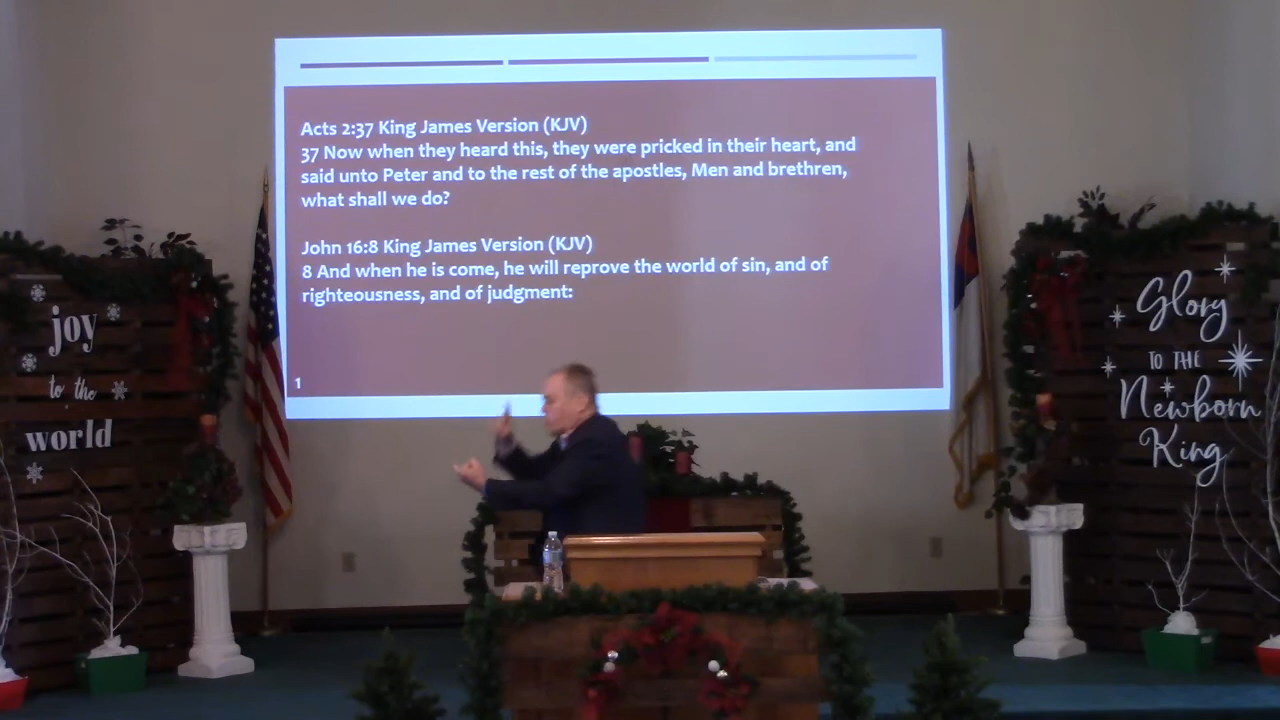 Acts 2:37 King James Version (KJV)
37 Now when they heard this, they were pricked in their heart, and
said unto Peter and to the rest of the apostles, Men and brethren,
what shall we do?
John 16:8 King James Version (KJV)
8 And when he is come, he will reprove the world of sin, and of
righteousness, and of judgment:
1
joy
to the
world
Glory
TO THE
Newborn
King